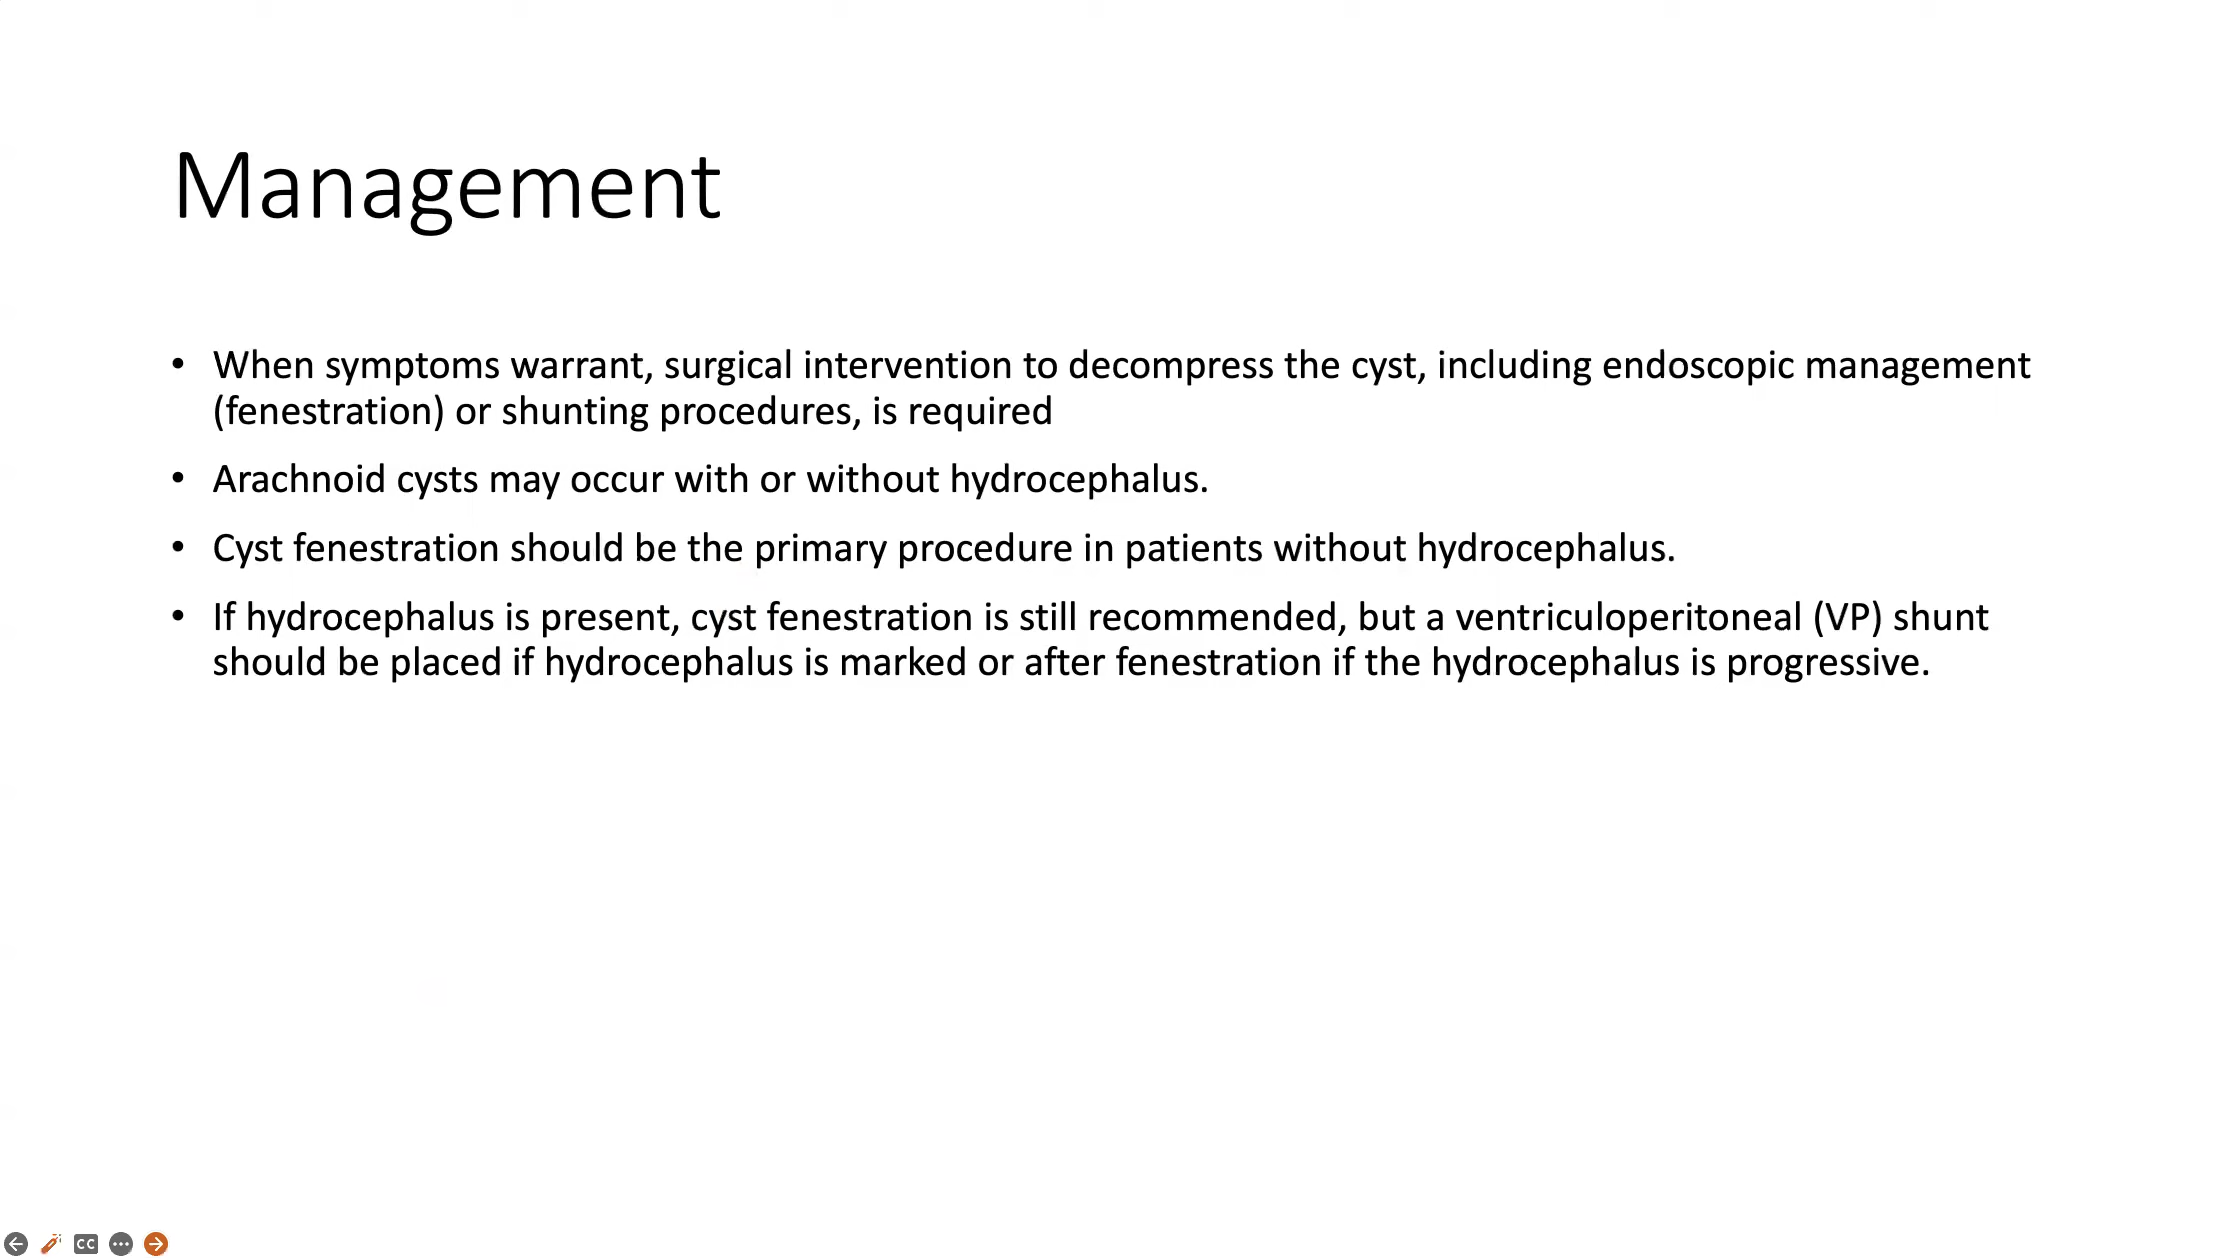 Management
• When symptoms warrant, surgical intervention to decompress the cyst, including endoscopic management
(fenestration) or shunting procedures, is required
• Arachnoid cysts may occur with or without hydrocephalus.
• Cyst fenestration should be the primary procedure in patients without hydrocephalus.
• If hydrocephalus is present, cyst fenestration is still recommended, but a ventriculoperitoneal (VP) shunt
should be placed if hydrocephalus is marked or after fenestration if the hydrocephalus is progressive.
CC